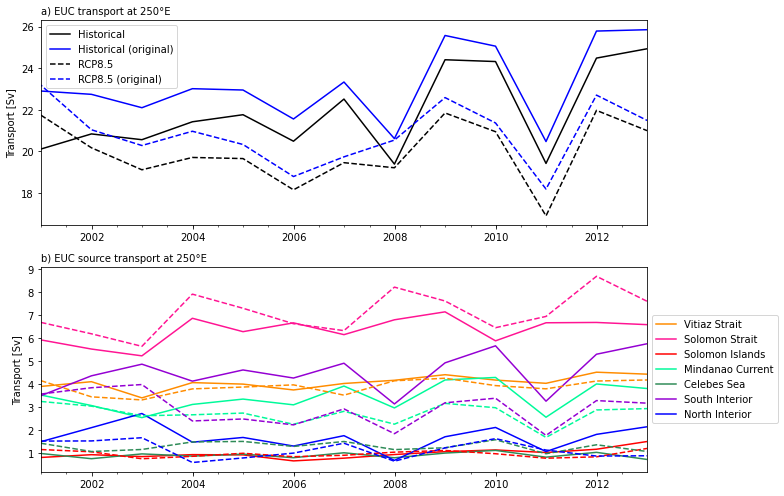 a) EUC transport at 250°E
26
24
22
20
18
Transport [Sv]
Historical
Historical (original)
RCP8.5
RCP8.5 (original)
2002 2004 2006 2008 2010 2012
b) EUC source transport at 250°E
9
8
7
6
5
4
3
2
1
Transport [Sv]
2002 2004 2006 2008 2010 2012
Vitiaz Strait
Solomon Strait
Solomon Islands
Mindanao Current
Celebes Sea
South Interior
North Interior